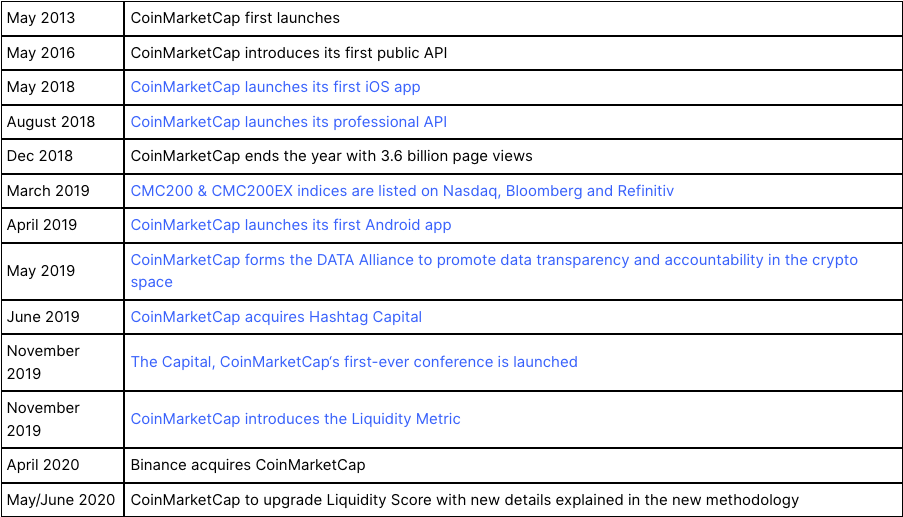 May 2013 CoinMarketCap first launches
May 2016 CoinMarketCap introduces its first public API
May 2018 CoinMarketCap launches its first iOS app
August 2018 CoinMarketCap launches its professional API
Dec 2018 CoinMarketCap ends the year with 3.6 billion page views
March 2019 CMC200 & CMC200EX indices are listed on Nasdaq, Bloomberg and Refinitiv
April 2019 CoinMarketCap launches its first Android app
May 2019
CoinMarketCap forms the DATA Alliance to promote data transparency and accountability in the crypto
space
June 2019 CoinMarketCap acquires Hashtag Capital
November
2019
The Capital, CoinMarketCap‘s first-ever conference is launched
November
2019
CoinMarketCap introduces the Liquidity Metric
April 2020 Binance acquires CoinMarketCap
May/June 2020 CoinMarketCap to upgrade Liquidity Score with new details explained in the new methodology